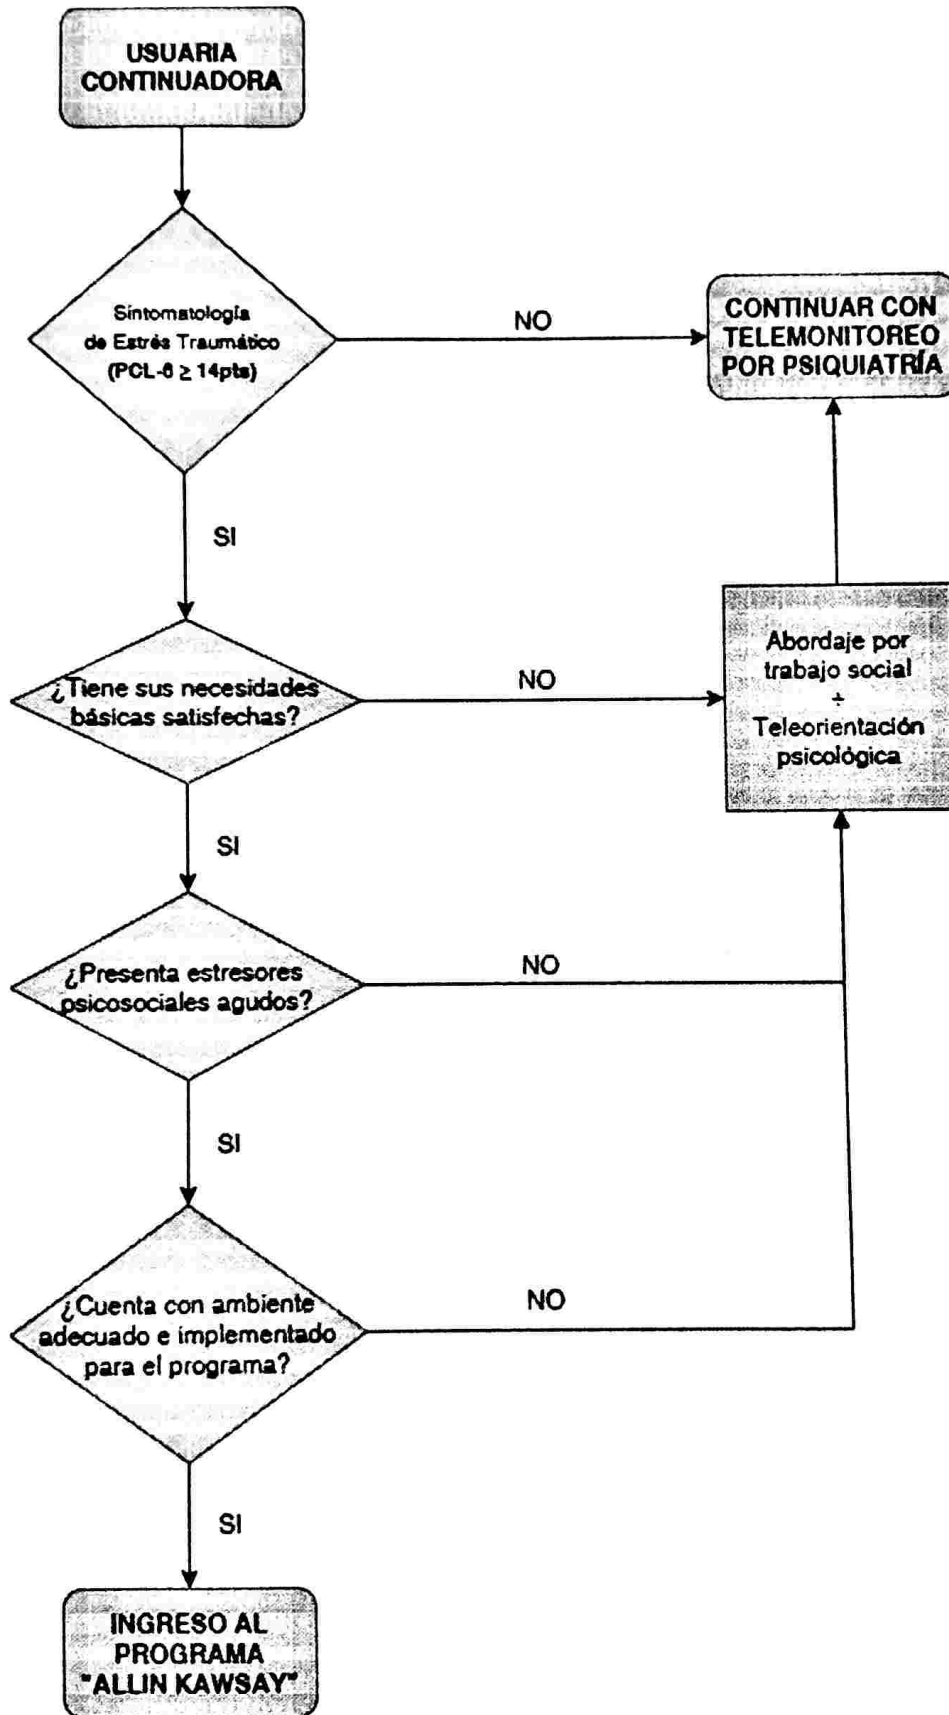 USUARIA
CONTINUADORA
Sintomatología
de Estrés Traumático
(PCL-6 ≥ 14pts)
NO
CONTINUAR CON
TELEMONITOREO
POR PSIQUIATRÍA
SI
¿Tiene sus necesidades
básicas satisfechas?
NO
Abordaje por
trabajo social
+
Teleorientación
psicológica
SI
¿Presenta estresores
psicosociales agudos?
NO
SI
¿Cuenta con ambiente
adecuado e implementado
para el programa?
NO
SI
INGRESO AL
PROGRAMA
"ALLIN KAWSAY"